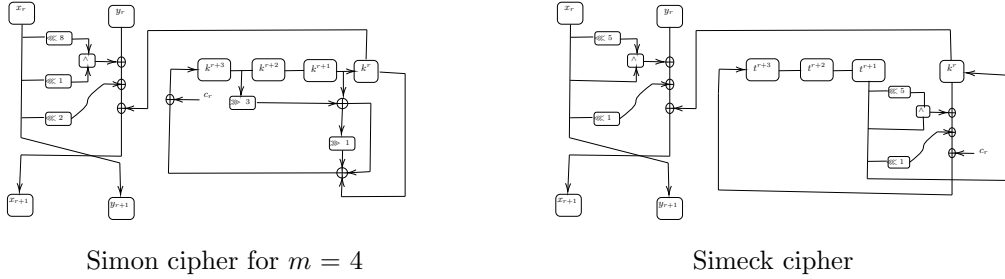 x_r y_r x_r y_r
⋘ 8 ⋘ 5
∧ k^{r+3} k^{r+2} k^{r+1} k^r ∧ t^{r+3} t^{r+2} t^{r+1} k^r
⋘ 1 ⋙ 3 c_r ⋘ 5
⋘ 2 ⋘ 1 ∧
⋙ 1 c_r
⋘ 1
x_{r+1} y_{r+1} x_{r+1} y_{r+1}
Simon cipher for m = 4 Simeck cipher